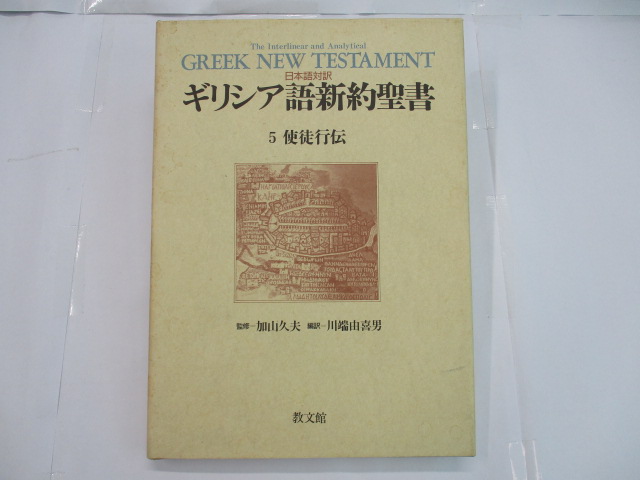 The Interlinear and Analytical
GREEK NEW TESTAMENT
日本語対訳
ギリシア語新約聖書
5 使徒行伝
監修−加山久夫 編訳−川端由喜男
教文館